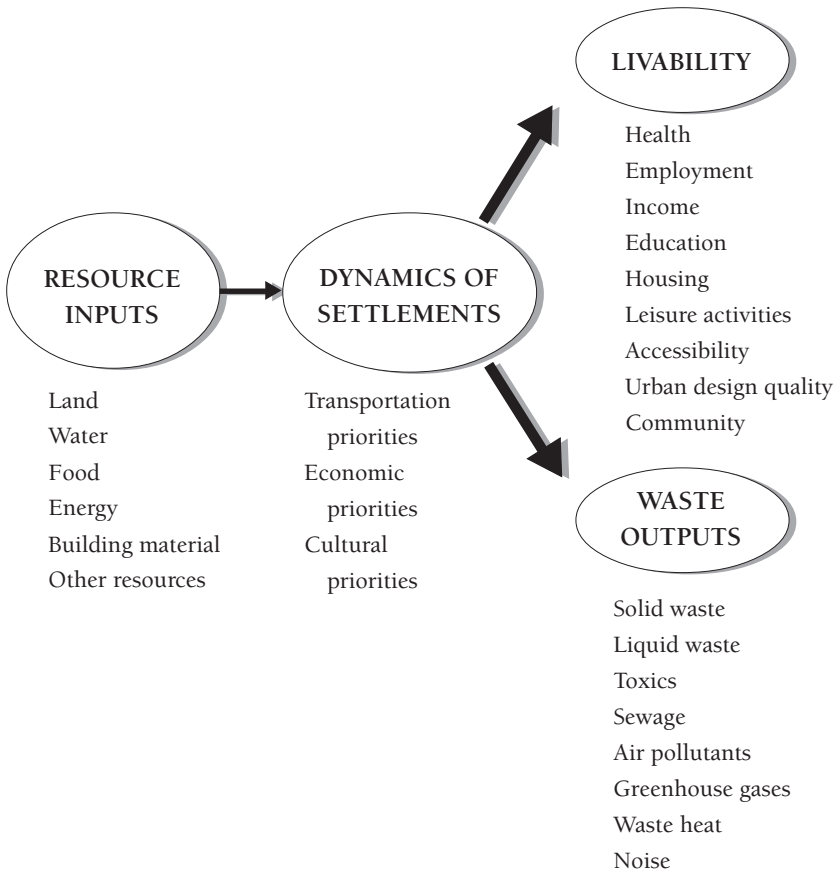 RESOURCE
INPUTS
Land
Water
Food
Energy
Building material
Other resources
DYNAMICS OF
SETTLEMENTS
Transportation
priorities
Economic
priorities
Cultural
priorities
LIVABILITY
Health
Employment
Income
Education
Housing
Leisure activities
Accessibility
Urban design quality
Community
WASTE
OUTPUTS
Solid waste
Liquid waste
Toxics
Sewage
Air pollutants
Greenhouse gases
Waste heat
Noise